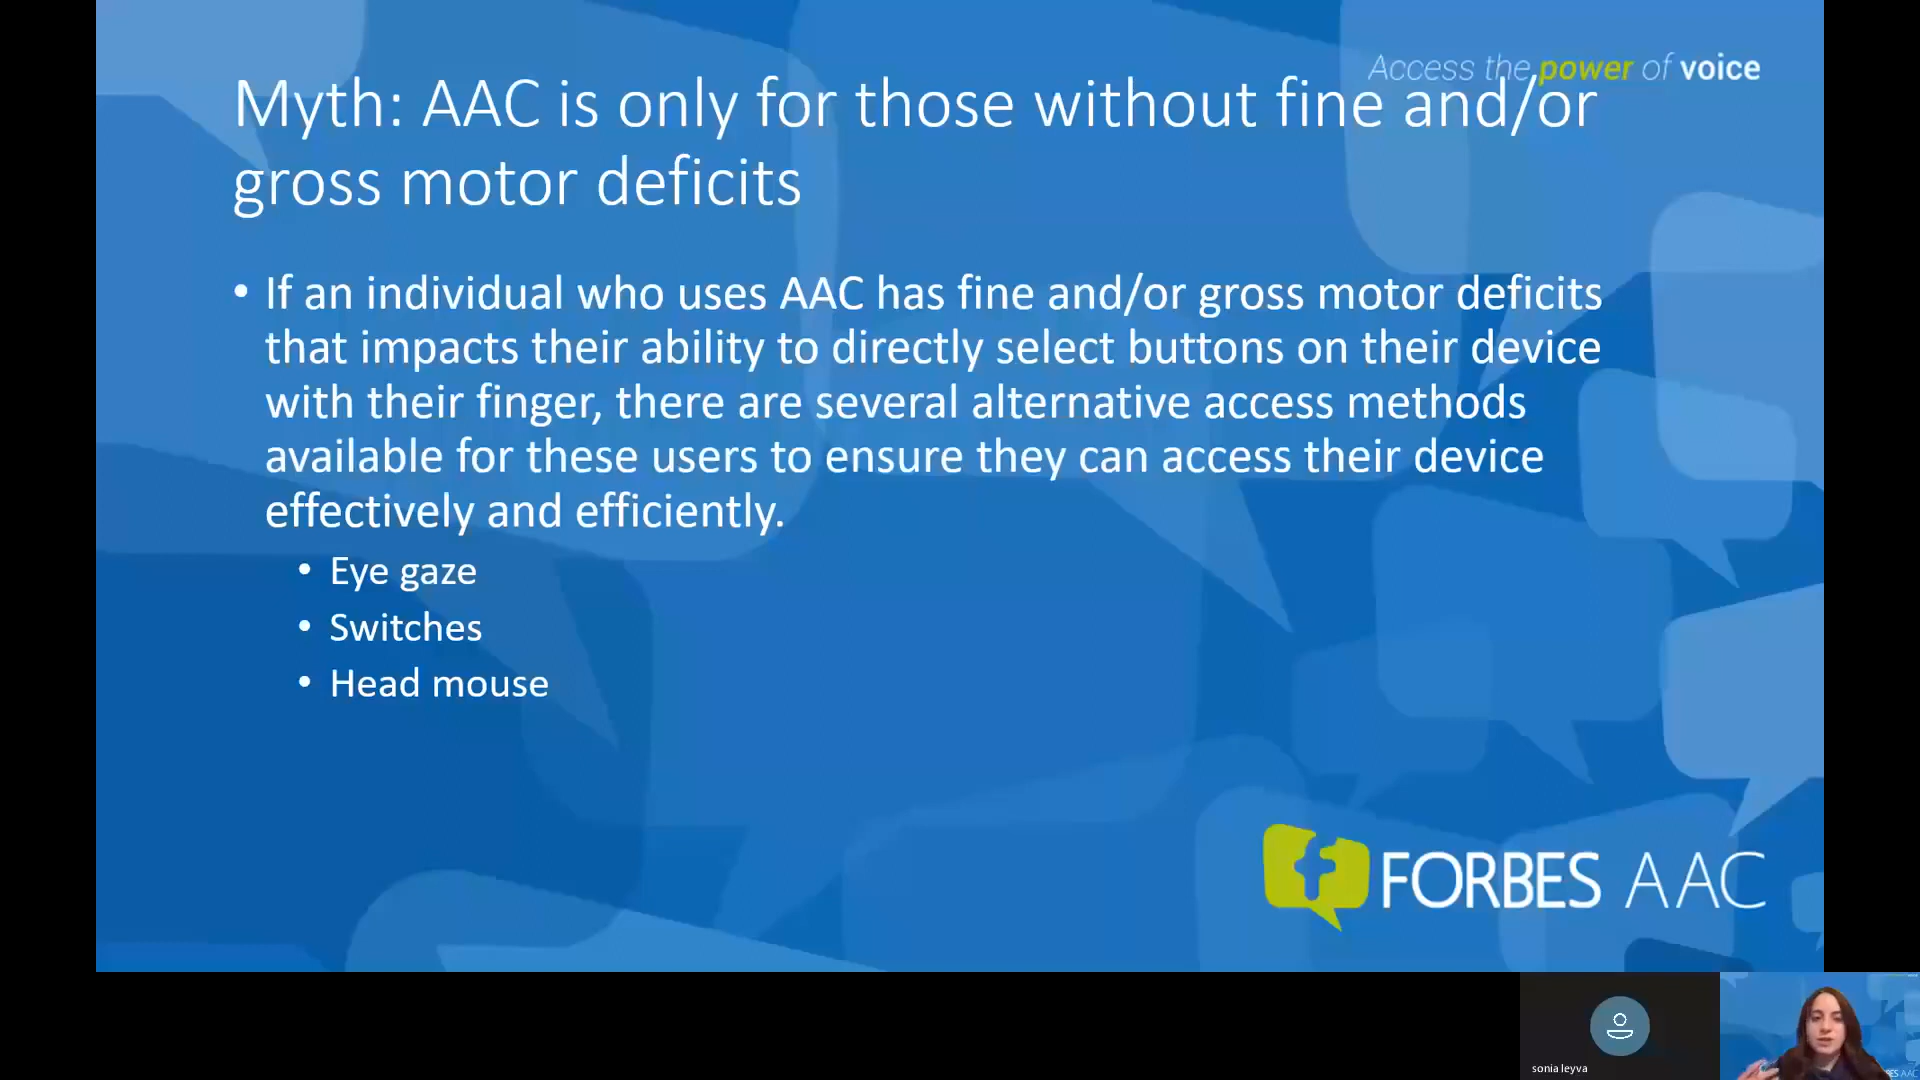 Access the power of voice
Myth: AAC is only for those without fine and/or
gross motor deficits
• If an individual who uses AAC has fine and/or gross motor deficits
that impacts their ability to directly select buttons on their device
with their finger, there are several alternative access methods
available for these users to ensure they can access their device
effectively and efficiently.
• Eye gaze
• Switches
• Head mouse
f FORBES AAC
sonia leyva
ES AAC